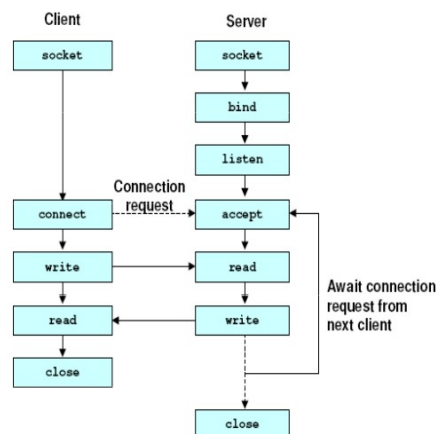 Client
Server
socket
socket
bind
listen
Connection
request
connect
accept
write
read
Await connection
request from
next client
read
write
close
close